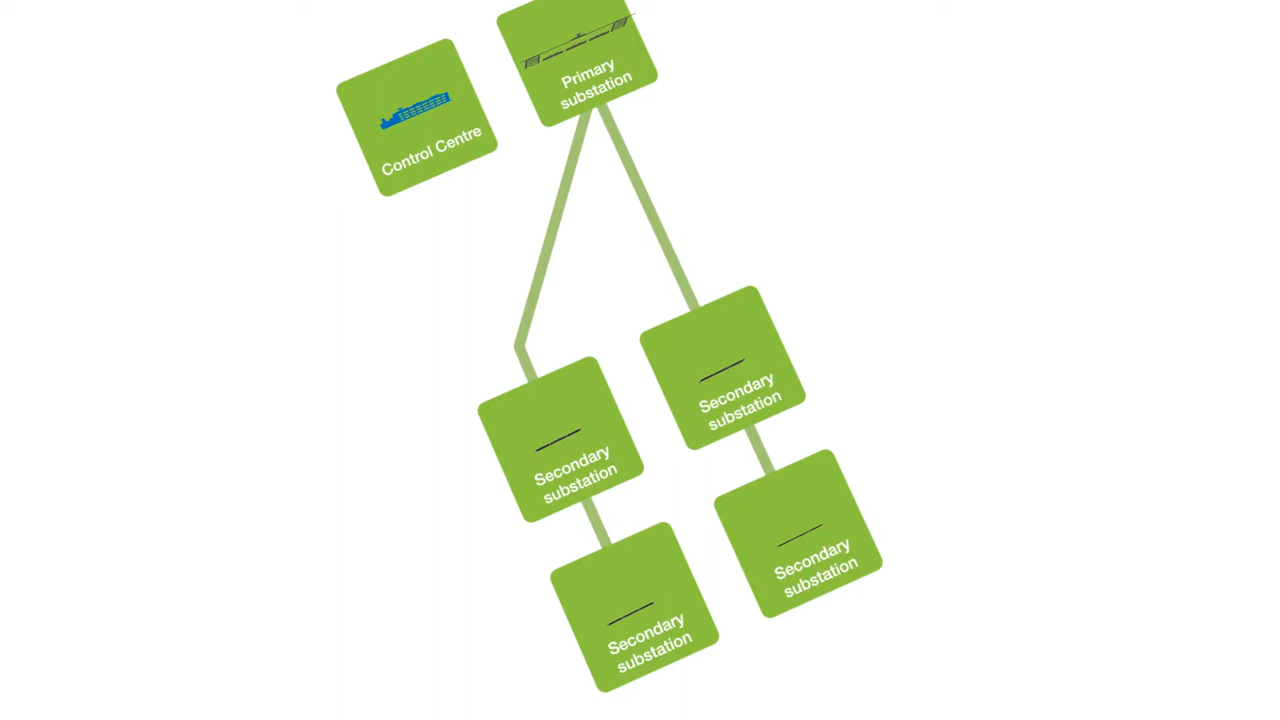 Primary
substation
Control Centre
Secondary
substation
Secondary
substation
Secondary
substation
Secondary
substation